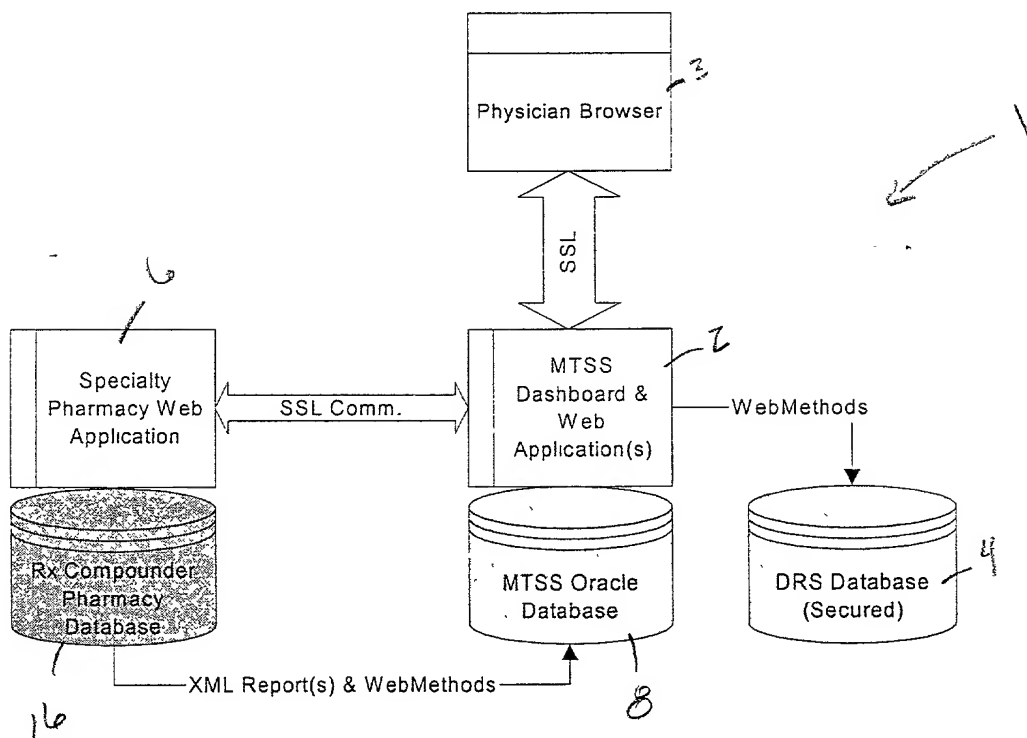 3
Physician Browser
1
SSL
6
2
Specialty
Pharmacy Web
Application
SSL Comm.
MTSS
Dashboard &
Web
Application(s)
WebMethods
Rx Compounder
Pharmacy
Database
MTSS Oracle
Database
DRS Database
(Secured)
4
XML Report(s) & WebMethods
8
16